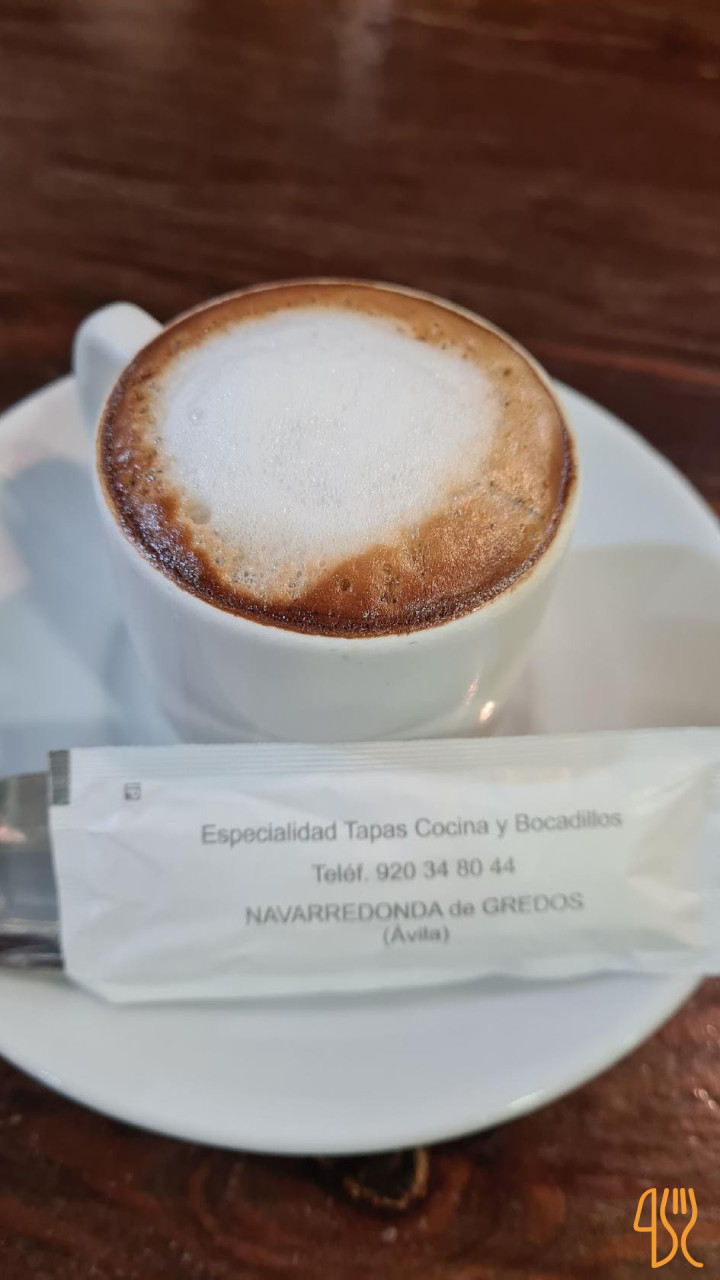 Especialidad Tapas Cocina y Bocadillos
Teléf. 920 34 80 44
NAVARREDONDA de GREDOS
(Ávila)